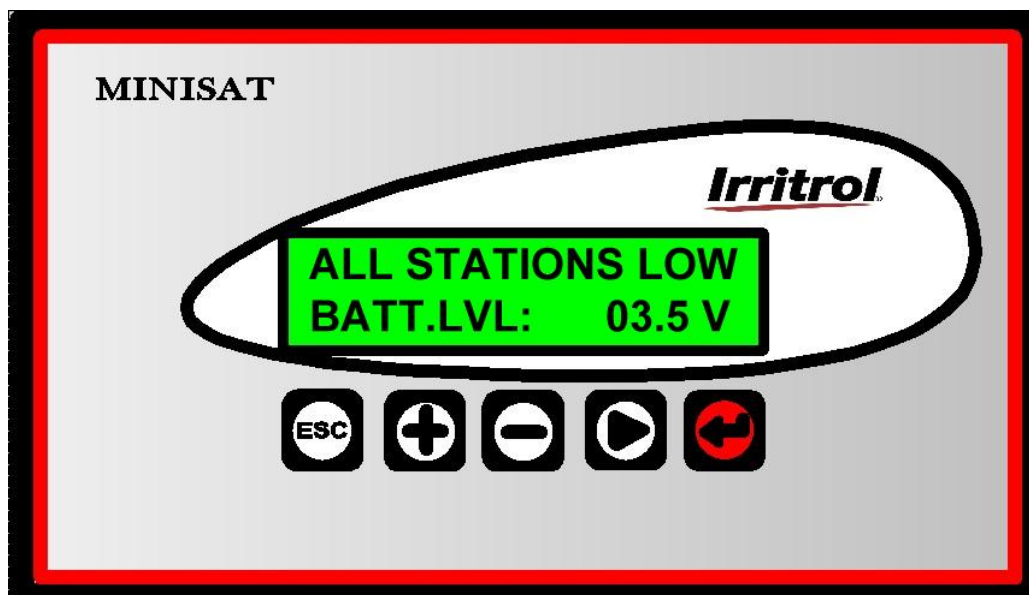 MINISAT
Irritrol
ALL STATIONS LOW
BATT.LVL: 03.5 V
ESC